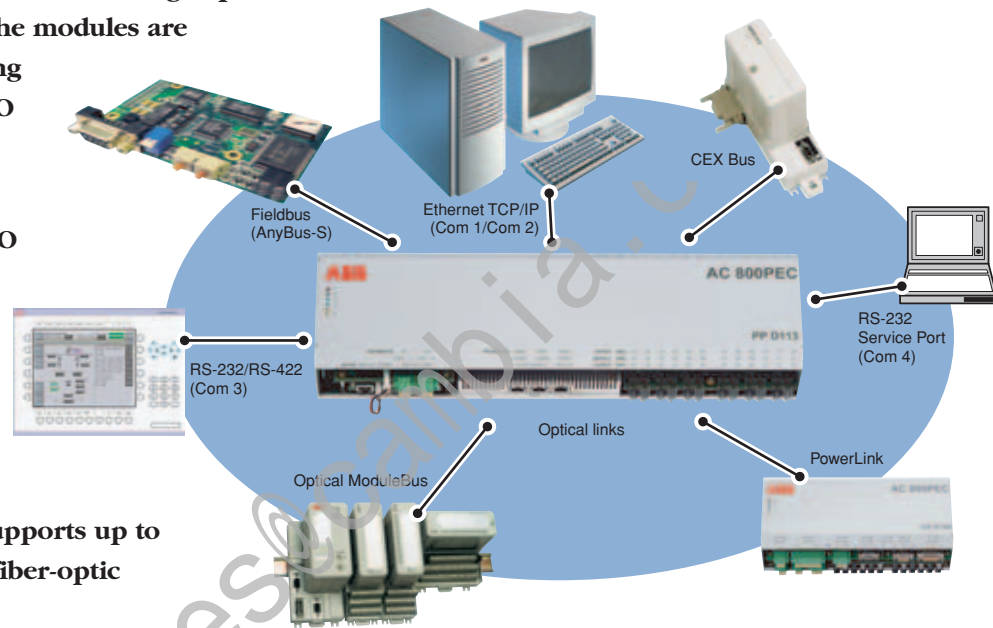 he modules are
ng
O
O
upports up to
fiber-optic
CEX Bus
Fieldbus
(AnyBus-S)
Ethernet TCP/IP
(Com 1/Com 2)
ABB
AC 800PEC
PP D113
RS-232
Service Port
(Com 4)
RS-232/RS-422
(Com 3)
Optical links
Optical ModuleBus
PowerLink
AC 800PEC
es@cambia.